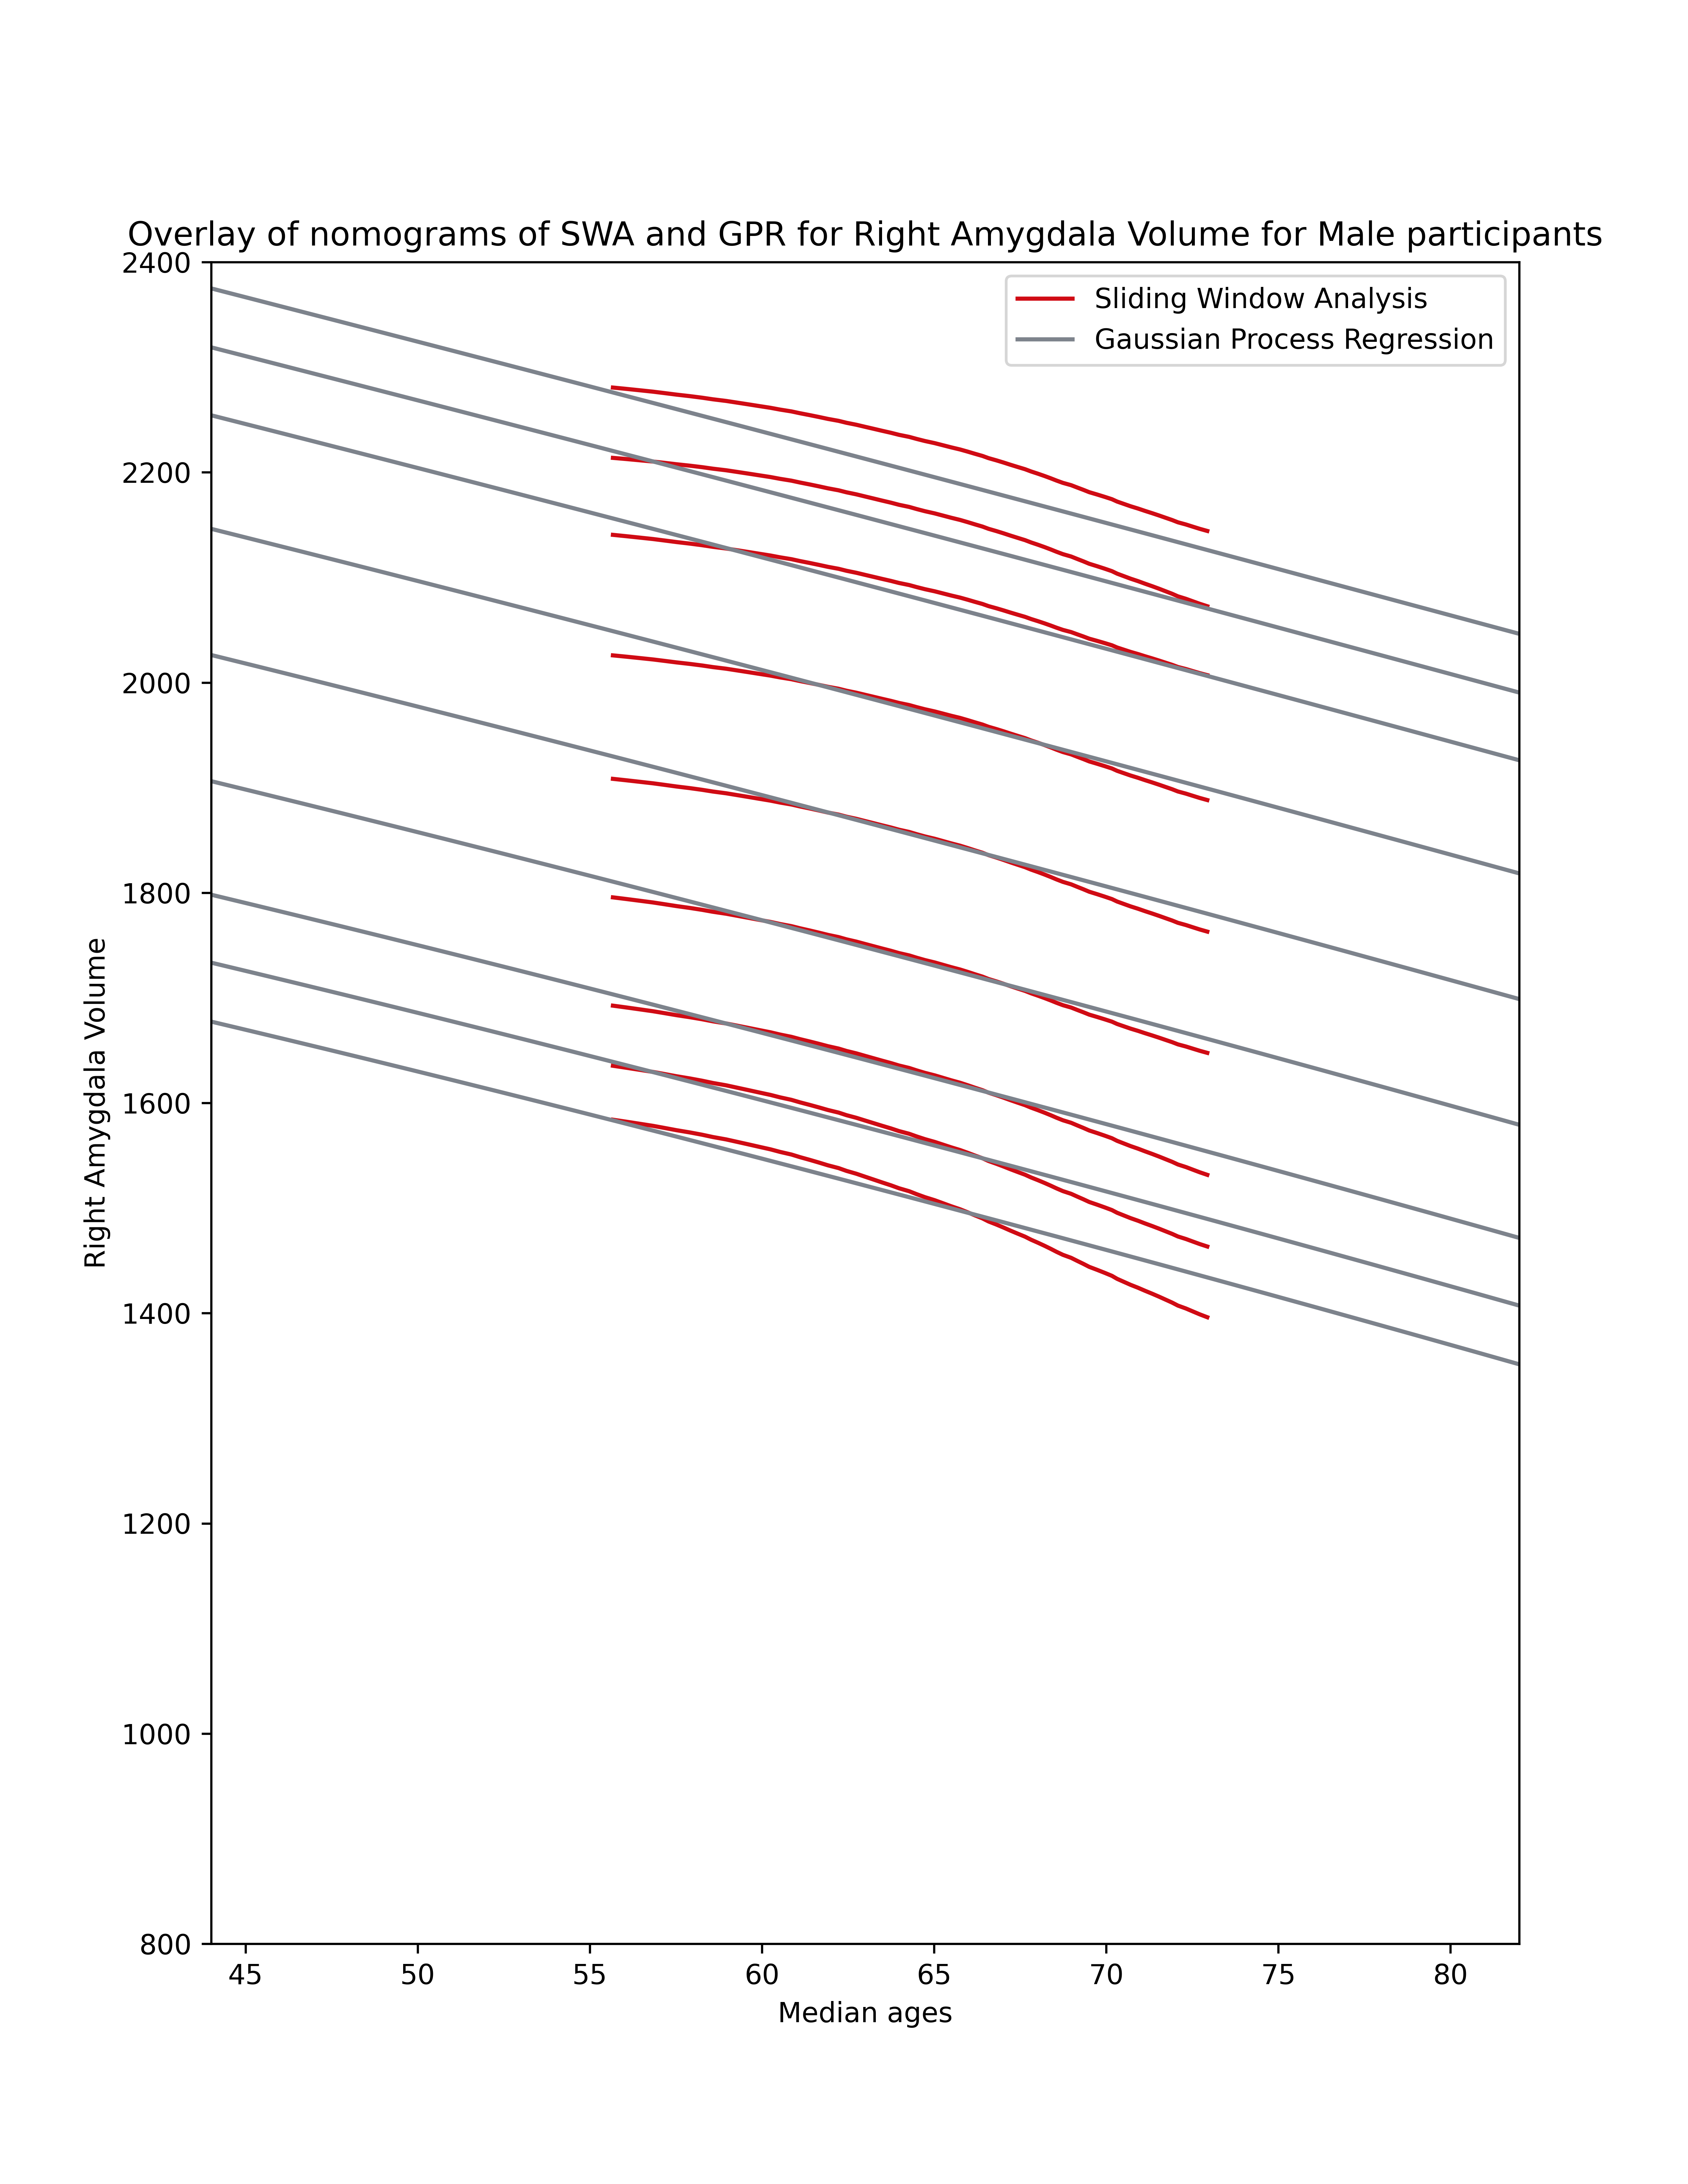 Overlay of nomograms of SWA and GPR for Right Amygdala Volume for Male participants
Sliding Window Analysis
Gaussian Process Regression
2400
2200
2000
1800
1600
1400
1200
1000
800
Right Amygdala Volume
45 50 55 60 65 70 75 80
Median ages